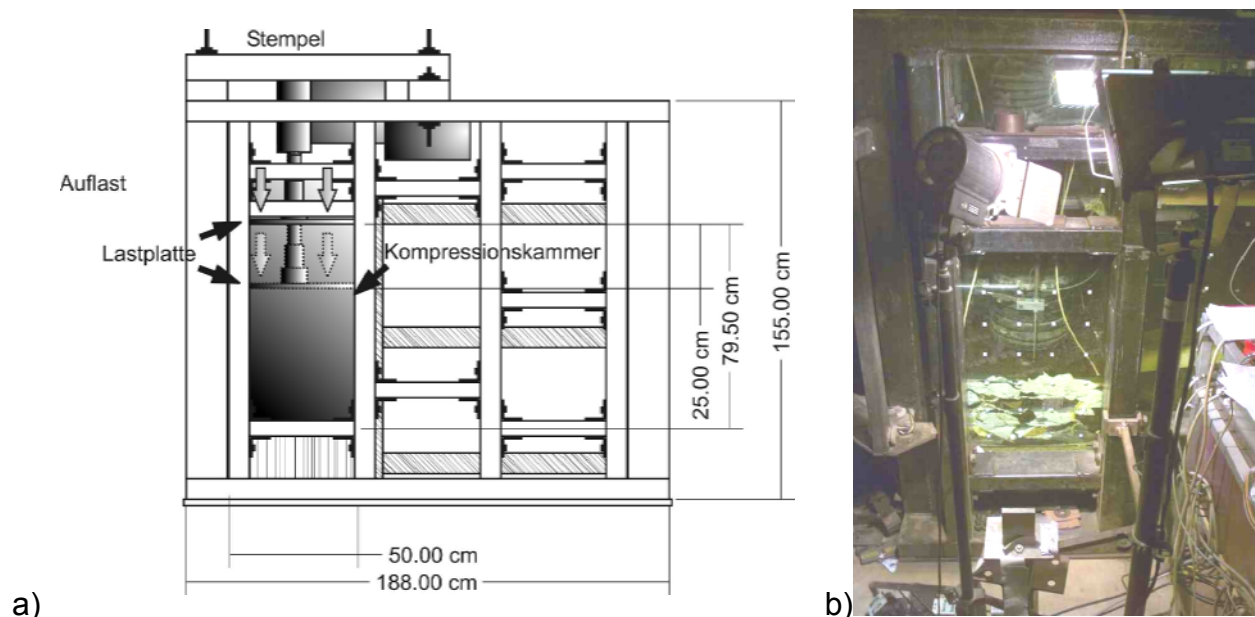 Stempel
Auflast
Lastplatte
Kompressionskammer
25.00 cm
79.50 cm
155.00 cm
50.00 cm
188.00 cm
a)
b)